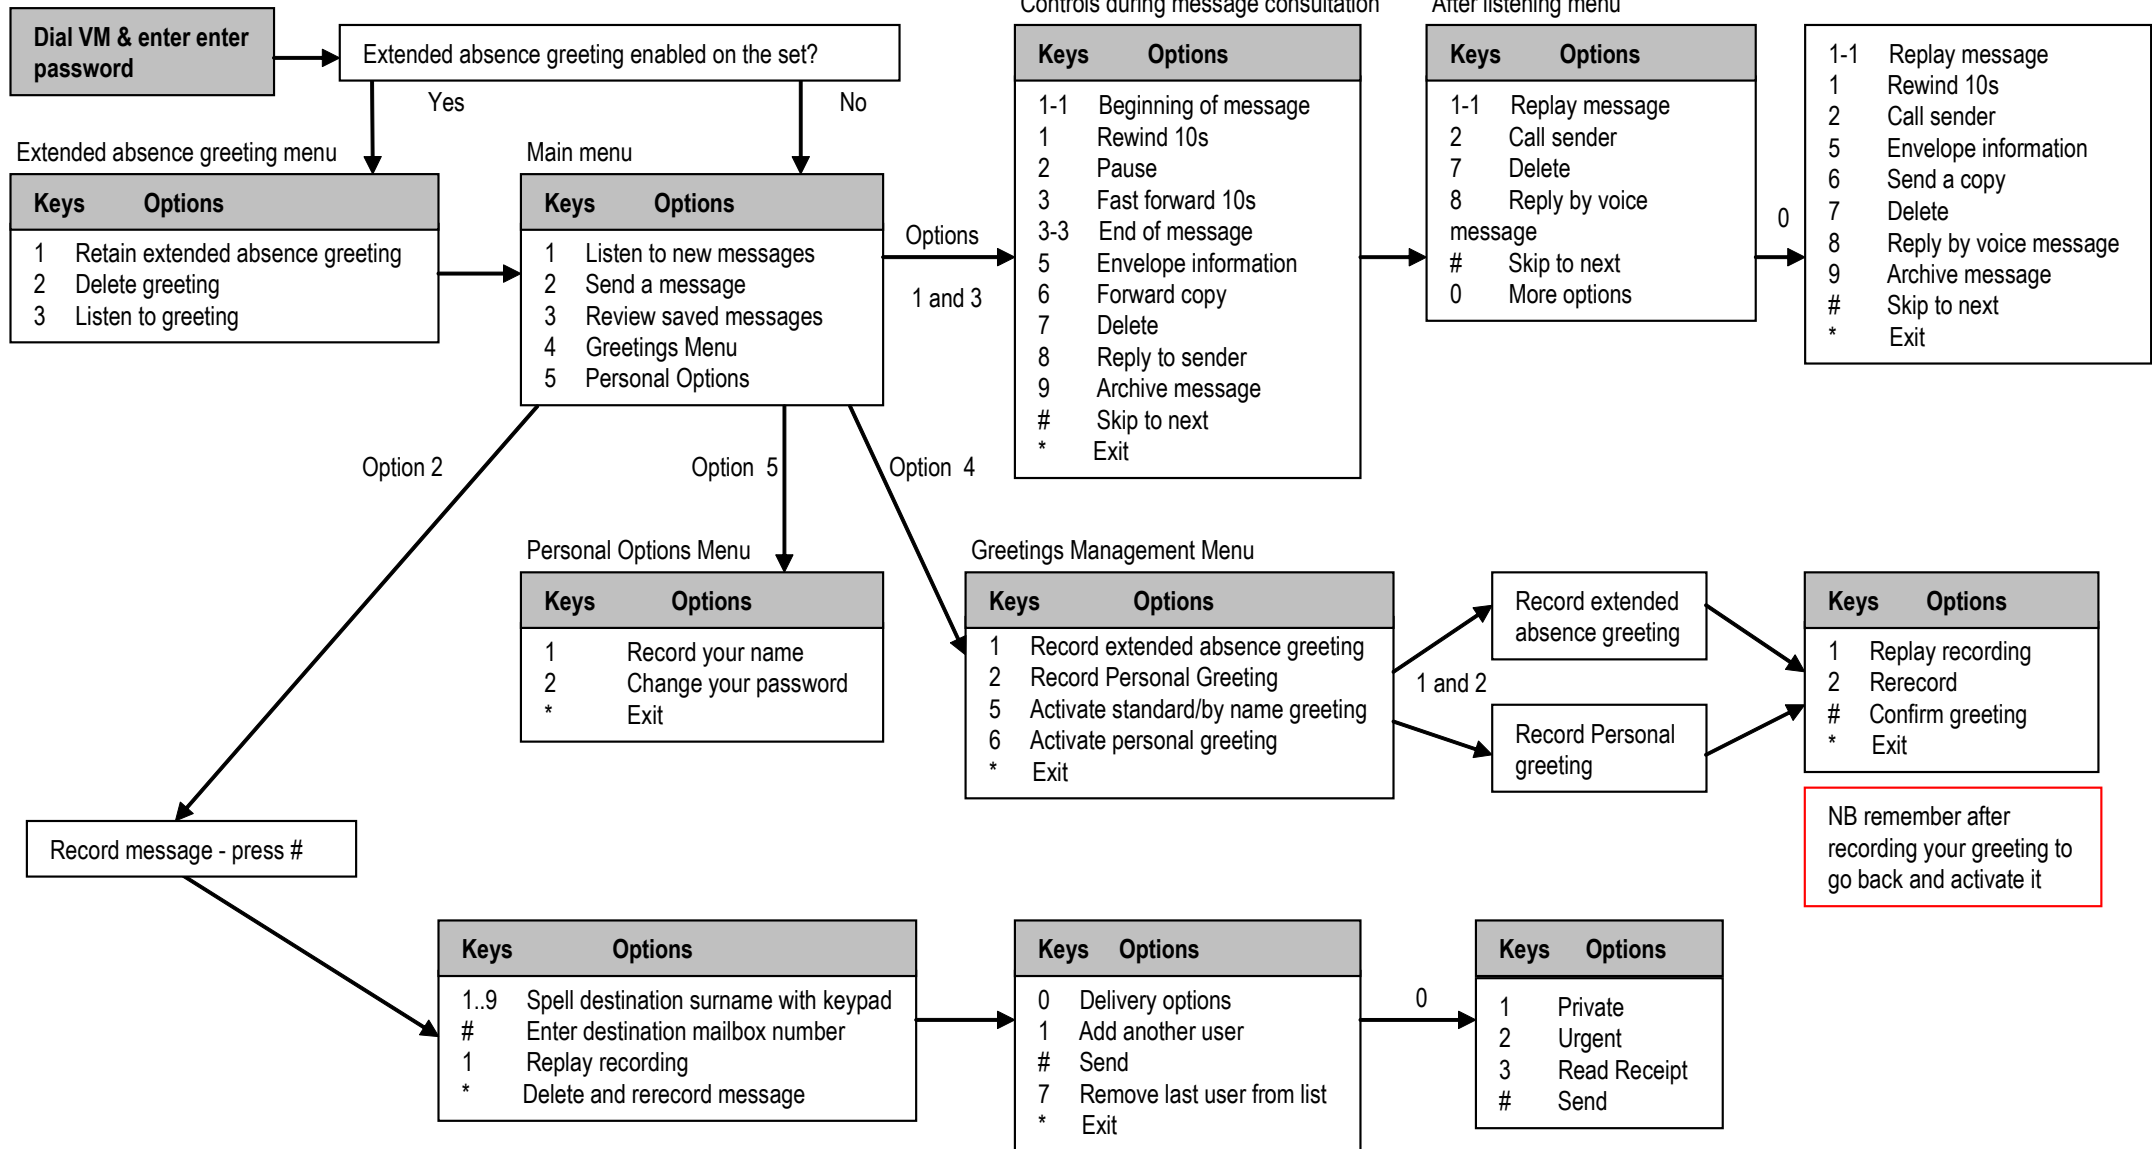 Controls during message consultation
After listening menu
Dial VM & enter enter
password
Extended absence greeting enabled on the set?
Yes
No
Extended absence greeting menu
Keys Options
1 Retain extended absence greeting
2 Delete greeting
3 Listen to greeting
Main menu
Keys Options
1 Listen to new messages
2 Send a message
3 Review saved messages
4 Greetings Menu
5 Personal Options
Options
1 and 3
Keys Options
1-1 Beginning of message
1 Rewind 10s
2 Pause
3 Fast forward 10s
3-3 End of message
5 Envelope information
6 Forward copy
7 Delete
8 Reply to sender
9 Archive message
# Skip to next
* Exit
Keys Options
1-1 Replay message
2 Call sender
7 Delete
8 Reply by voice
message
# Skip to next
0 More options
0
1-1 Replay message
1 Rewind 10s
2 Call sender
5 Envelope information
6 Send a copy
7 Delete
8 Reply by voice message
9 Archive message
# Skip to next
* Exit
Option 2
Option 5
Option 4
Personal Options Menu
Keys Options
1 Record your name
2 Change your password
* Exit
Greetings Management Menu
Keys Options
1 Record extended absence greeting
2 Record Personal Greeting
5 Activate standard/by name greeting
6 Activate personal greeting
* Exit
1 and 2
Record extended
absence greeting
Record Personal
greeting
Keys Options
1 Replay recording
2 Rerecord
# Confirm greeting
* Exit
NB remember after
recording your greeting to
go back and activate it
Record message - press #
Keys Options
1..9 Spell destination surname with keypad
# Enter destination mailbox number
1 Replay recording
* Delete and rerecord message
Keys Options
0 Delivery options
1 Add another user
# Send
7 Remove last user from list
* Exit
0
Keys Options
1 Private
2 Urgent
3 Read Receipt
# Send